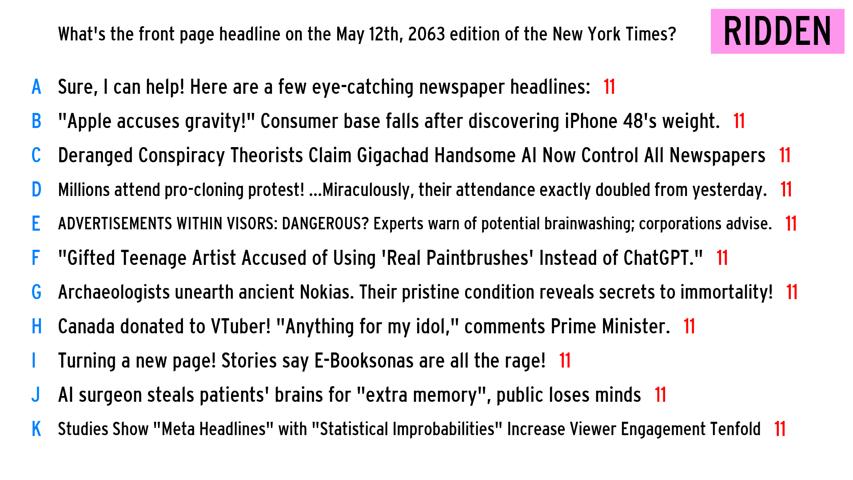 What's the front page headline on the May 12th, 2063 edition of the New York Times?
RIDDEN
A Sure, I can help! Here are a few eye-catching newspaper headlines: 11
B "Apple accuses gravity!" Consumer base falls after discovering iPhone 48's weight. 11
C Deranged Conspiracy Theorists Claim Gigachad Handsome AI Now Control All Newspapers 11
D Millions attend pro-cloning protest! ...Miraculously, their attendance exactly doubled from yesterday. 11
E ADVERTISEMENTS WITHIN VISORS: DANGEROUS? Experts warn of potential brainwashing; corporations advise. 11
F "Gifted Teenage Artist Accused of Using 'Real Paintbrushes' Instead of ChatGPT." 11
G Archaeologists unearth ancient Nokias. Their pristine condition reveals secrets to immortality! 11
H Canada donated to VTuber! "Anything for my idol," comments Prime Minister. 11
I Turning a new page! Stories say E-Booksonas are all the rage! 11
J AI surgeon steals patients' brains for "extra memory", public loses minds 11
K Studies Show "Meta Headlines" with "Statistical Improbabilities" Increase Viewer Engagement Tenfold 11